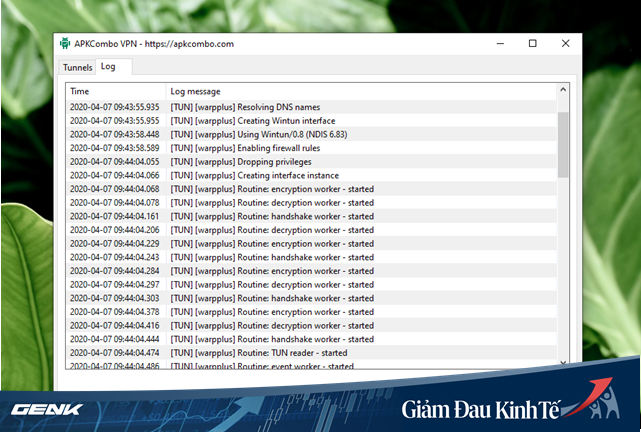 APKCombo VPN - https://apkcombo.com
Tunnels Log
Time Log message
2020-04-07 09:43:55.935 [TUN] [warpplus] Resolving DNS names
2020-04-07 09:43:55.955 [TUN] [warpplus] Creating Wintun interface
2020-04-07 09:43:58.448 [TUN] [warpplus] Using Wintun/0.8 (NDIS 6.83)
2020-04-07 09:43:58.589 [TUN] [warpplus] Enabling firewall rules
2020-04-07 09:44:04.055 [TUN] [warpplus] Dropping privileges
2020-04-07 09:44:04.066 [TUN] [warpplus] Creating interface instance
2020-04-07 09:44:04.068 [TUN] [warpplus] Routine: encryption worker - started
2020-04-07 09:44:04.078 [TUN] [warpplus] Routine: decryption worker - started
2020-04-07 09:44:04.161 [TUN] [warpplus] Routine: handshake worker - started
2020-04-07 09:44:04.206 [TUN] [warpplus] Routine: decryption worker - started
2020-04-07 09:44:04.229 [TUN] [warpplus] Routine: encryption worker - started
2020-04-07 09:44:04.243 [TUN] [warpplus] Routine: handshake worker - started
2020-04-07 09:44:04.284 [TUN] [warpplus] Routine: encryption worker - started
2020-04-07 09:44:04.297 [TUN] [warpplus] Routine: decryption worker - started
2020-04-07 09:44:04.303 [TUN] [warpplus] Routine: handshake worker - started
2020-04-07 09:44:04.378 [TUN] [warpplus] Routine: encryption worker - started
2020-04-07 09:44:04.416 [TUN] [warpplus] Routine: decryption worker - started
2020-04-07 09:44:04.444 [TUN] [warpplus] Routine: handshake worker - started
2020-04-07 09:44:04.474 [TUN] [warpplus] Routine: TUN reader - started
2020-04-07 09:44:04.486 [TUN] [warpplus] Routine: event worker - started
GENK
Giảm Đau Kinh Tế